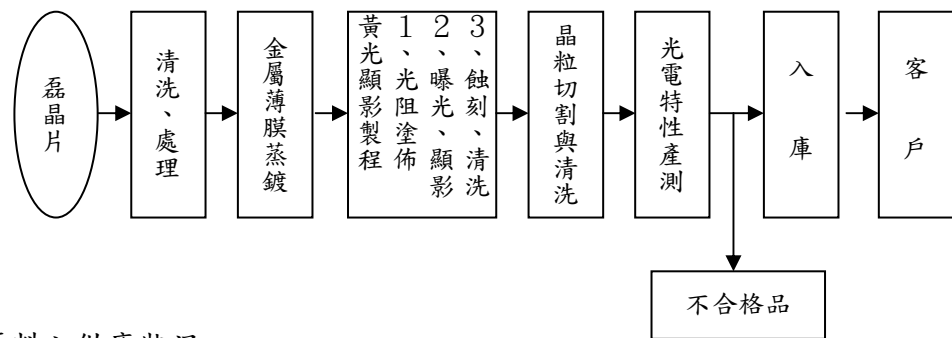 磊晶片
清洗、處理
金屬薄膜蒸鍍
黃光顯影製程
1、光阻塗佈
2、曝光、顯影
3、蝕刻、清洗
晶粒切割與清洗
光電特性產測
入庫
客戶
不合格品